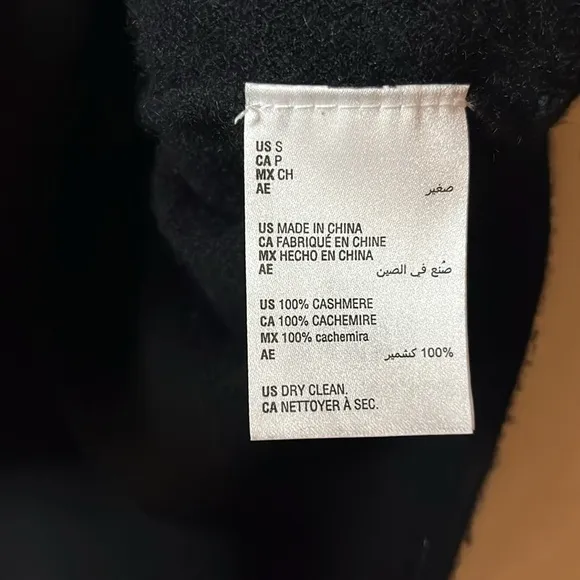 US S
CA P
MX CH
AE صغير
US MADE IN CHINA
CA FABRIQUÉ EN CHINE
MX HECHO EN CHINA
AE صُنع في الصين
US 100% CASHMERE
CA 100% CACHEMIRE
MX 100% cachemira
AE 100% كشمير
US DRY CLEAN.
CA NETTOYER À SEC.